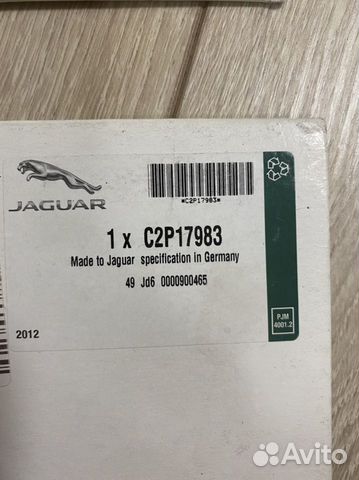 *C2P17983*
JAGUAR
1 x C2P17983
Made to Jaguar specification in Germany
49 Jd6 0000900465
PJM
4001.2
2012
Avito